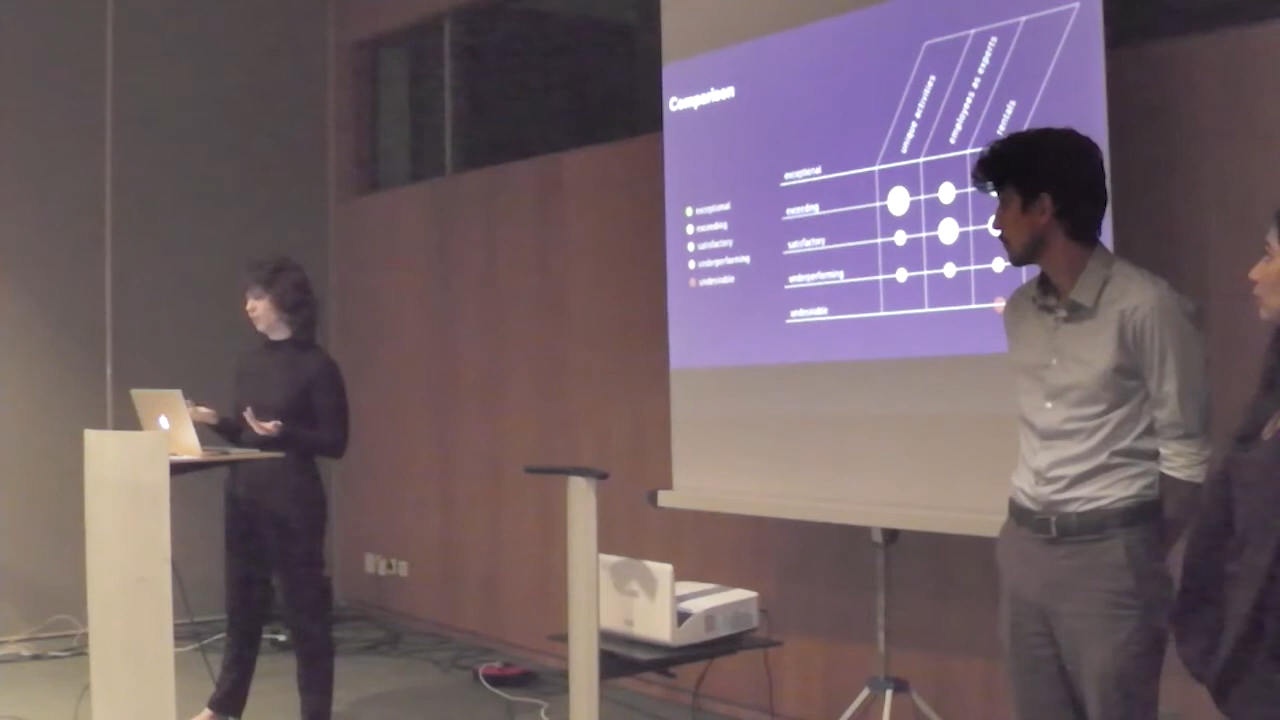 Comparison
unique activities
employees as experts
rentals
exceptional
exceeding
satisfactory
underperforming
undesirable
exceptional
exceeding
satisfactory
underperforming
undesirable